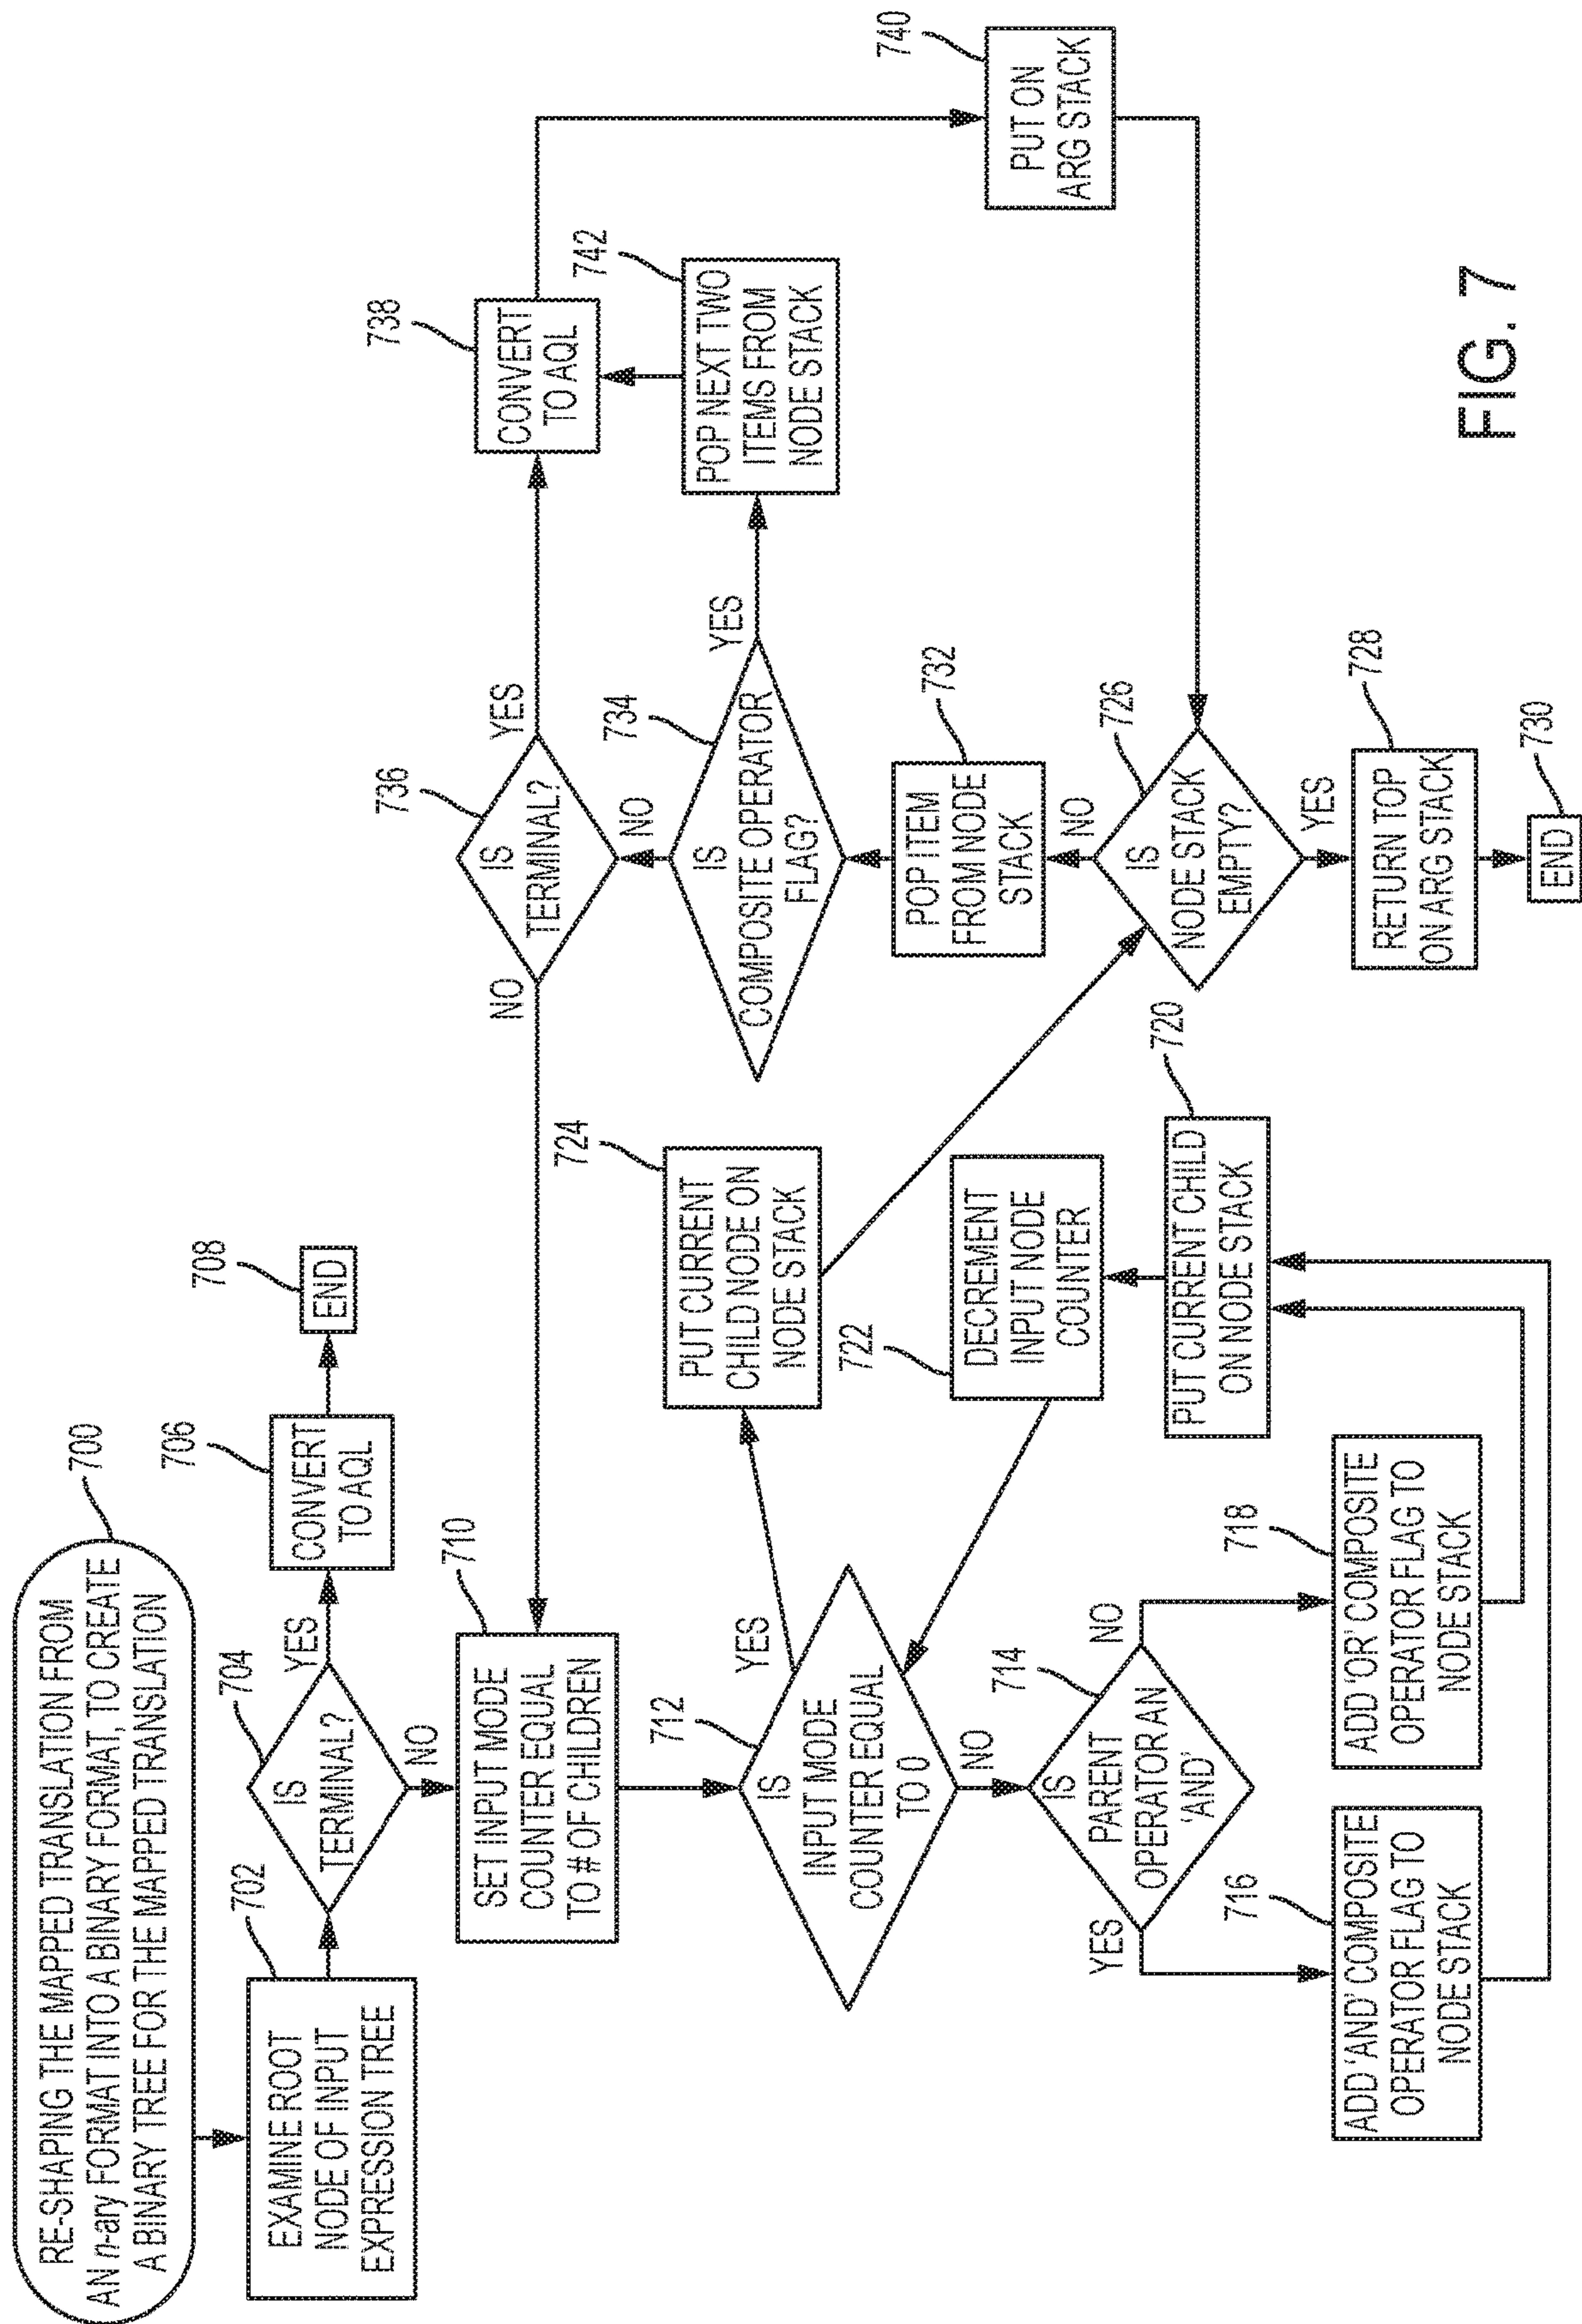 RE-SHAPING THE MAPPED TRANSLATION FROM
AN n-ary FORMAT INTO A BINARY FORMAT, TO CREATE
A BINARY TREE FOR THE MAPPED TRANSLATION
700
702
EXAMINE ROOT
NODE OF INPUT
EXPRESSION TREE
704
IS
TERMINAL?
YES
NO
706
CONVERT
TO AQL
708
END
710
SET INPUT MODE
COUNTER EQUAL
TO # OF CHILDREN
712
IS
INPUT MODE
COUNTER EQUAL
TO 0
YES
NO
714
IS
PARENT
OPERATOR AN
'AND'
YES
NO
716
ADD 'AND' COMPOSITE
OPERATOR FLAG TO
NODE STACK
718
ADD 'OR' COMPOSITE
OPERATOR FLAG TO
NODE STACK
720
PUT CURRENT CHILD
ON NODE STACK
722
DECREMENT
INPUT NODE
COUNTER
724
PUT CURRENT
CHILD NODE ON
NODE STACK
726
IS
NODE STACK
EMPTY?
NO
YES
728
RETURN TOP
ON ARG STACK
730
END
732
POP ITEM
FROM NODE
STACK
734
IS
COMPOSITE OPERATOR
FLAG?
YES
NO
736
IS
TERMINAL?
YES
NO
738
CONVERT
TO AQL
740
PUT ON
ARG STACK
742
POP NEXT TWO
ITEMS FROM
NODE STACK
FIG. 7